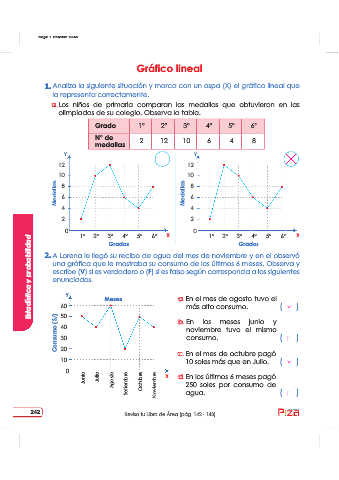 Gráfico lineal
1. Analiza la siguiente situación y marca con un aspa (X) el gráfico lineal que
la representa correctamente.
a. Los niños de primaria comparan las medallas que obtuvieron en las
olimpiadas de su colegio. Observa la tabla.
Grado 1° 2° 3° 4° 5° 6°
N° de medallas 2 12 10 6 4 8
Y
12
10
8
6
4
2
0
Medallas
1° 2° 3° 4° 5° 6° X
Grados
Y
12
10
8
6
4
2
0
Medallas
1° 2° 3° 4° 5° 6° X
Grados
2. A Lorena le llegó su recibo de agua del mes de noviembre y en el observó
una gráfica que le mostraba su consumo de los últimos 6 meses. Observa y
escribe (V) si es verdadero o (F) si es falso según corresponda a los siguientes
enunciados.
Y
Meses
60
50
40
30
20
10
0
Consumo (S/)
Junio
Julio
Agosto
Setiembre
Octubre
Noviembre
X
a. En el mes de agosto tuvo el
más alto consumo. ( )
b. En los meses junio y
noviembre tuvo el mismo
consumo. ( )
c. En el mes de octubre pagó
10 soles más que en Julio. ( )
d. En los últimos 6 meses pagó
250 soles por consumo de
agua. ( )
Estadística y probabilidad
242
Revisa tu Libro de Área (pág. 142 - 143)